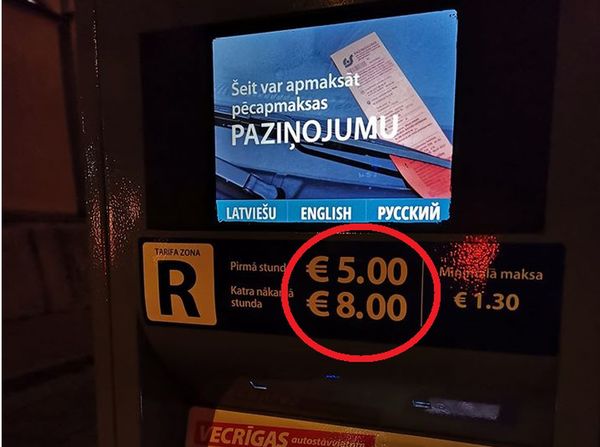 Šeit var apmaksāt
pēcapmaksas
PAZIŅOJUMU
LATVIEŠU ENGLISH РУССКИЙ
TARIFA ZONA
R
Pirmā stunda € 5.00
Katra nākamā
stunda € 8.00
Minimālā maksa
€ 1.30
VECRĪGAS autostāvvietām